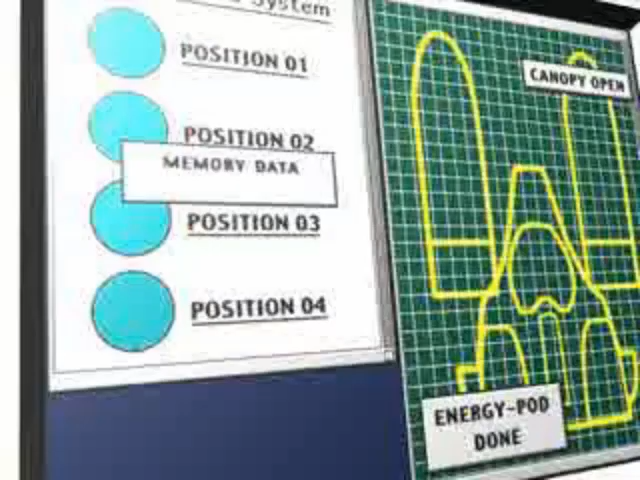 System
POSITION 01
POSITION 02
MEMORY DATA
POSITION 03
POSITION 04
CANOPY OPEN
ENERGY-POD
DONE